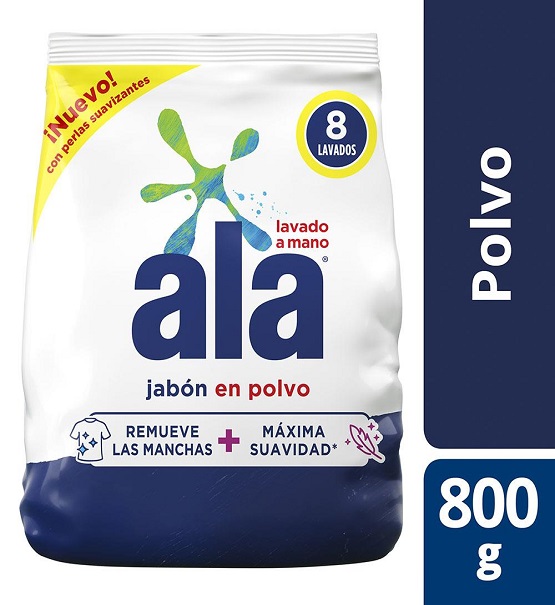 ¡Nuevo!
con perlas suavizantes
8
LAVADOS
lavado
a mano
ala®
jabón en polvo
REMUEVE
LAS MANCHAS
+
MÁXIMA
SUAVIDAD*
Polvo
800
g